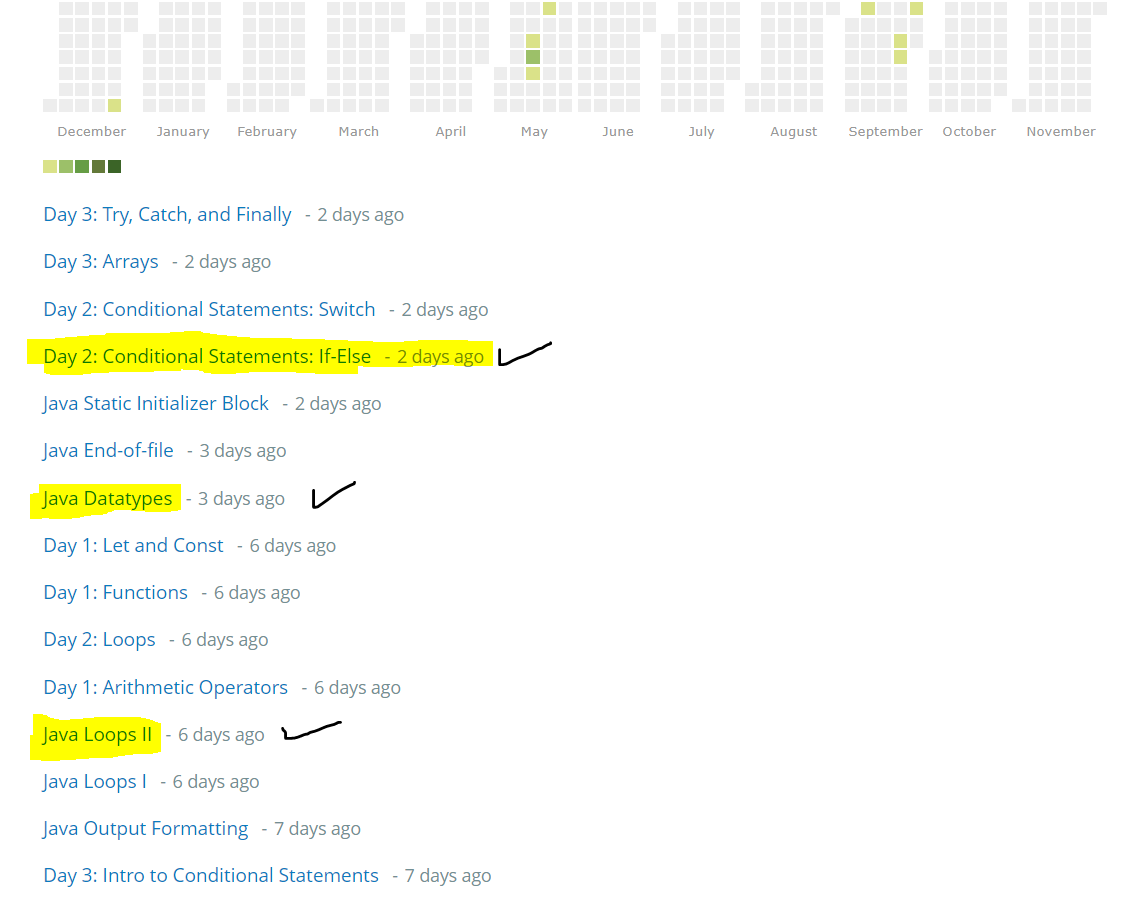 December January February March April May June July August September October November
Day 3: Try, Catch, and Finally - 2 days ago
Day 3: Arrays - 2 days ago
Day 2: Conditional Statements: Switch - 2 days ago
Day 2: Conditional Statements: If-Else - 2 days ago
Java Static Initializer Block - 2 days ago
Java End-of-file - 3 days ago
Java Datatypes - 3 days ago
Day 1: Let and Const - 6 days ago
Day 1: Functions - 6 days ago
Day 2: Loops - 6 days ago
Day 1: Arithmetic Operators - 6 days ago
Java Loops II - 6 days ago
Java Loops I - 6 days ago
Java Output Formatting - 7 days ago
Day 3: Intro to Conditional Statements - 7 days ago